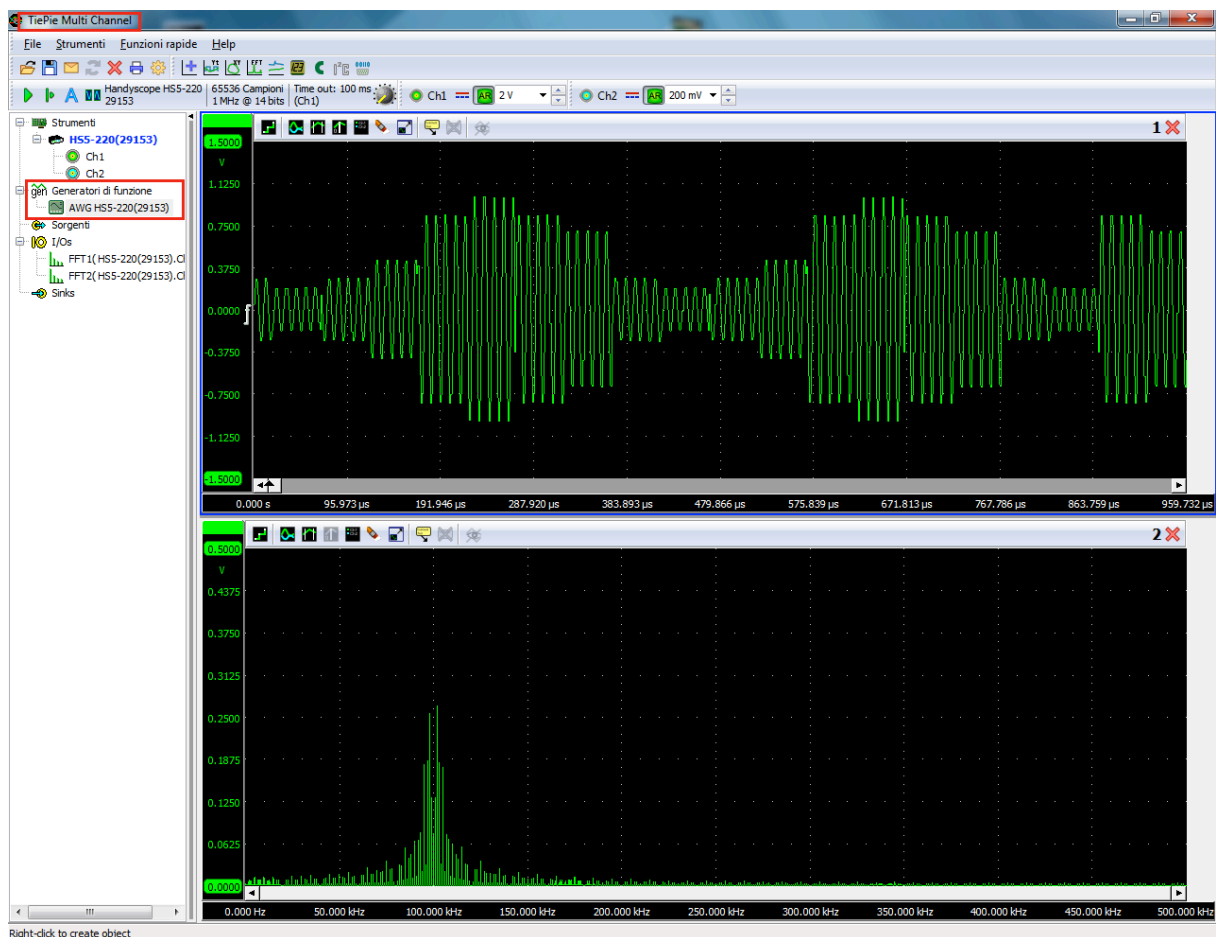 TiePie Multi Channel
File Strumenti Funzioni rapide Help
Handyscope HS5-220
29153
65536 Campioni
1 MHz @ 14 bits
Time out: 100 ms
(Ch1)
Ch1 AR 2 V
Ch2 AR 200 mV
Strumenti
HS5-220(29153)
Ch1
Ch2
gen Generatori di funzione
AWG HS5-220(29153)
Sorgenti
I/Os
FFT1( HS5-220(29153).Cl
FFT2( HS5-220(29153).Cl
Sinks
1
1.5000
V
1.1250
0.7500
0.3750
0.0000
-0.3750
-0.7500
-1.1250
-1.5000
0.000 s 95.973 µs 191.946 µs 287.920 µs 383.893 µs 479.866 µs 575.839 µs 671.813 µs 767.786 µs 863.759 µs 959.732 µs
2
0.5000
V
0.4375
0.3750
0.3125
0.2500
0.1875
0.1250
0.0625
0.0000
0.000 Hz 50.000 kHz 100.000 kHz 150.000 kHz 200.000 kHz 250.000 kHz 300.000 kHz 350.000 kHz 400.000 kHz 450.000 kHz 500.000 kHz
Right-click to create object